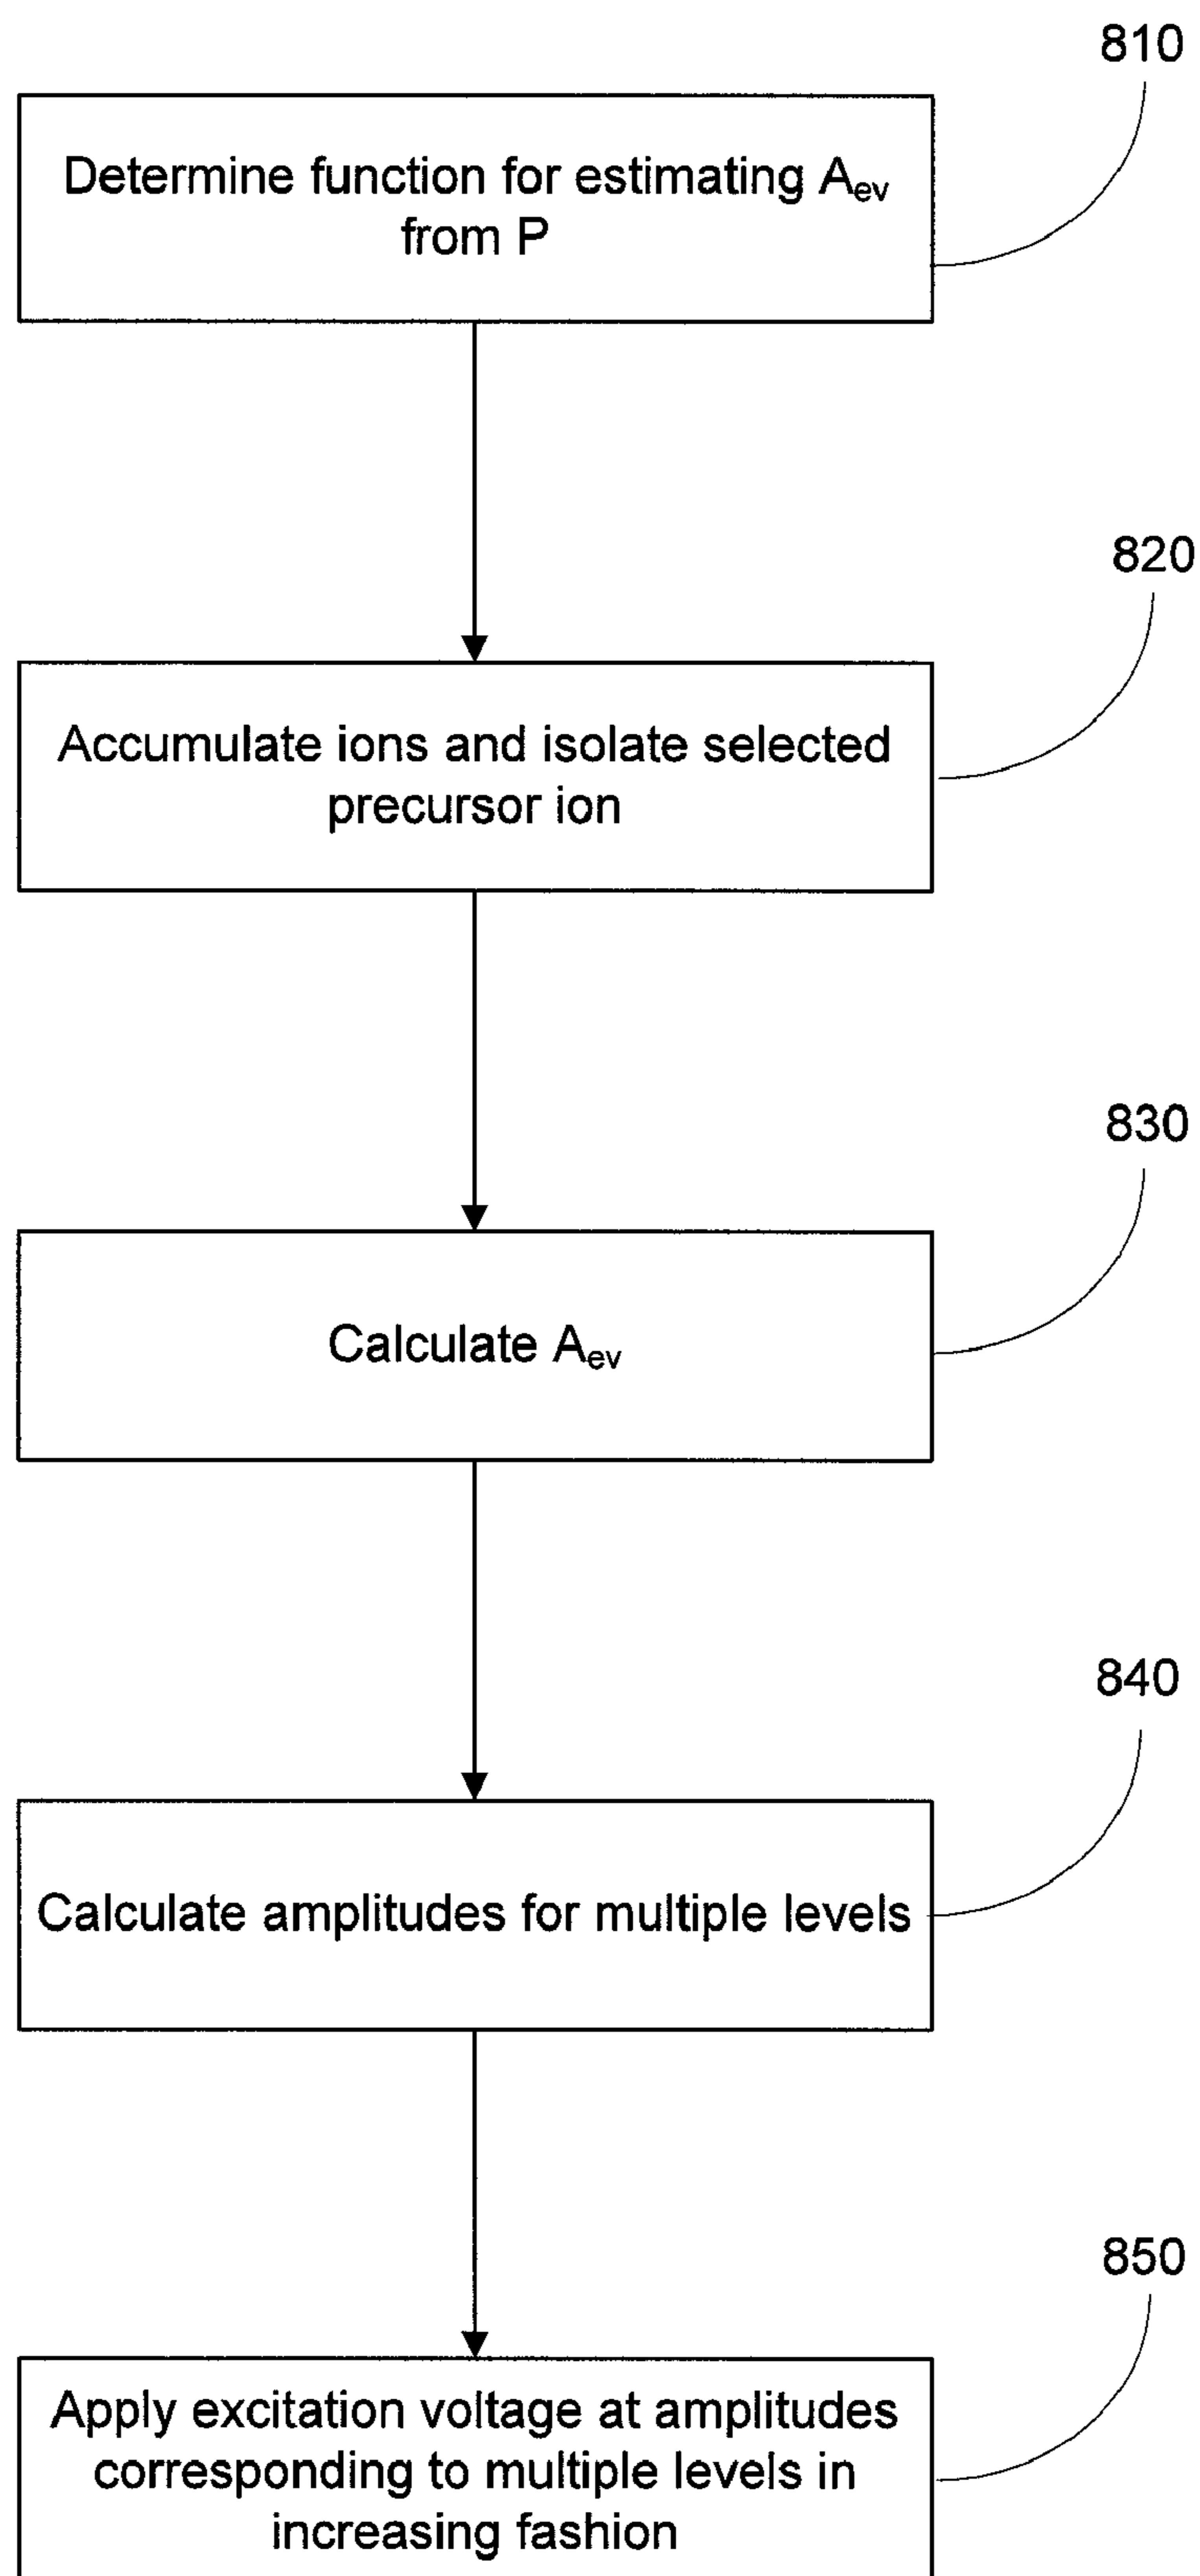 810
Determine function for estimating Aev
from P
820
Accumulate ions and isolate selected
precursor ion
830
Calculate Aev
840
Calculate amplitudes for multiple levels
850
Apply excitation voltage at amplitudes
corresponding to multiple levels in
increasing fashion